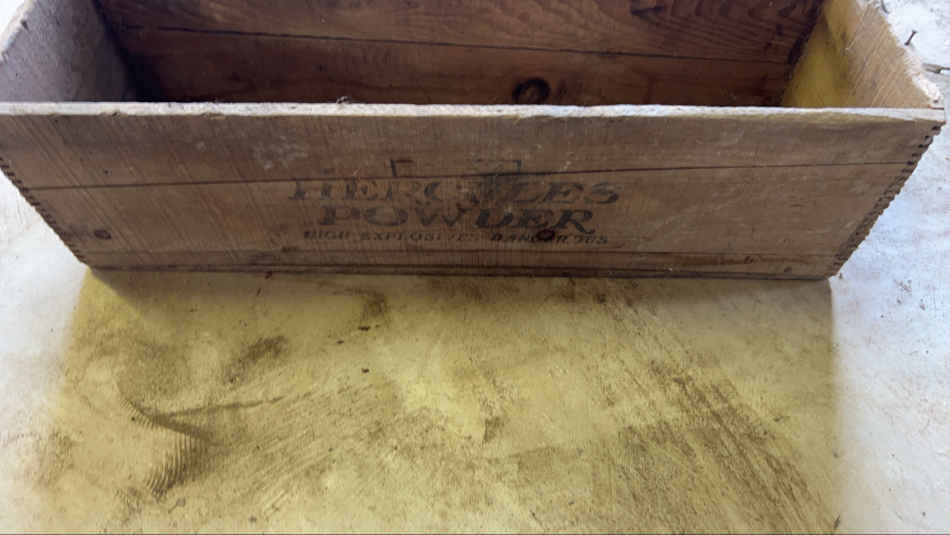 HERCULES
POWDER
HIGH EXPLOSIVES DANGEROUS